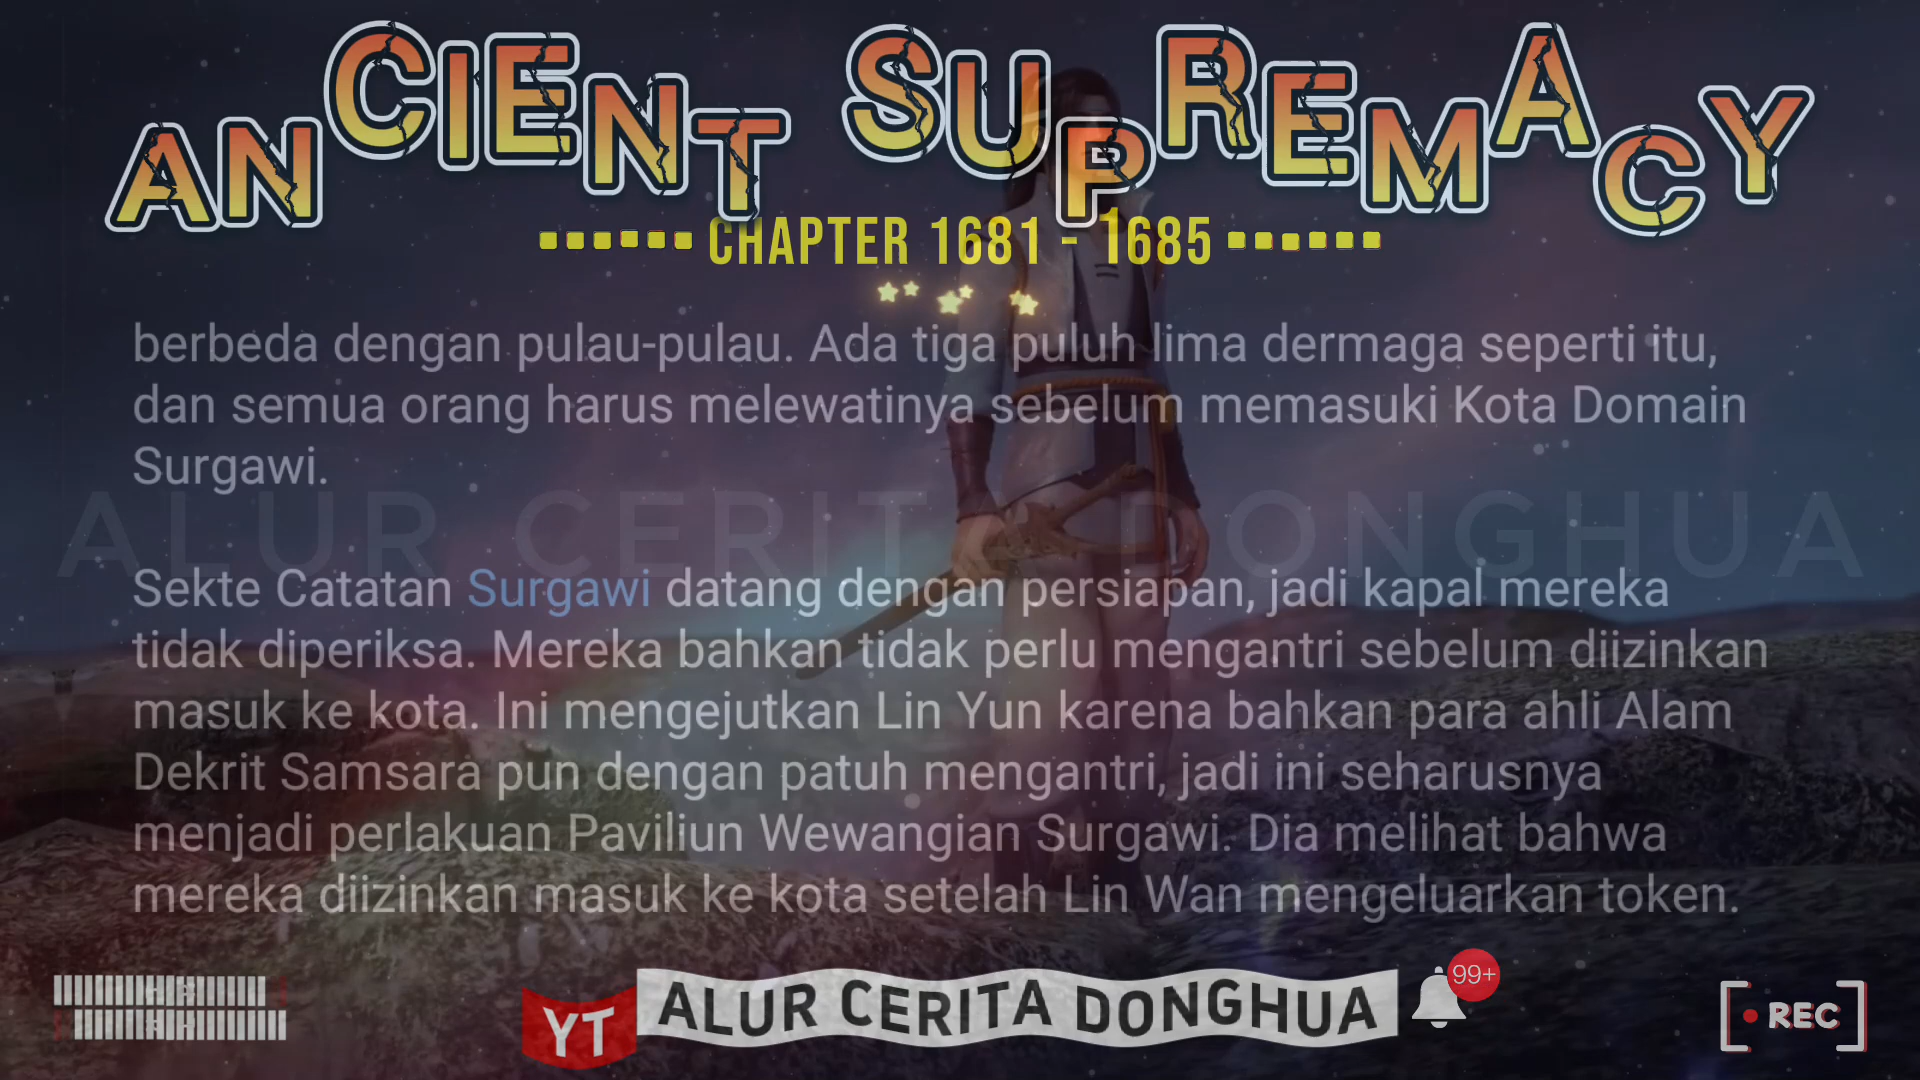 ANCIENT SUPREMACY
CHAPTER 1681 - 1685
berbeda dengan pulau-pulau. Ada tiga puluh lima dermaga seperti itu,
dan semua orang harus melewatinya sebelum memasuki Kota Domain
Surgawi.
ALUR CERITA DONGHUA
Sekte Catatan Surgawi datang dengan persiapan, jadi kapal mereka
tidak diperiksa. Mereka bahkan tidak perlu mengantri sebelum diizinkan
masuk ke kota. Ini mengejutkan Lin Yun karena bahkan para ahli Alam
Dekrit Samsara pun dengan patuh mengantri, jadi ini seharusnya
menjadi perlakuan Paviliun Wewangian Surgawi. Dia melihat bahwa
mereka diizinkan masuk ke kota setelah Lin Wan mengeluarkan token.
YT ALUR CERITA DONGHUA
99+
REC